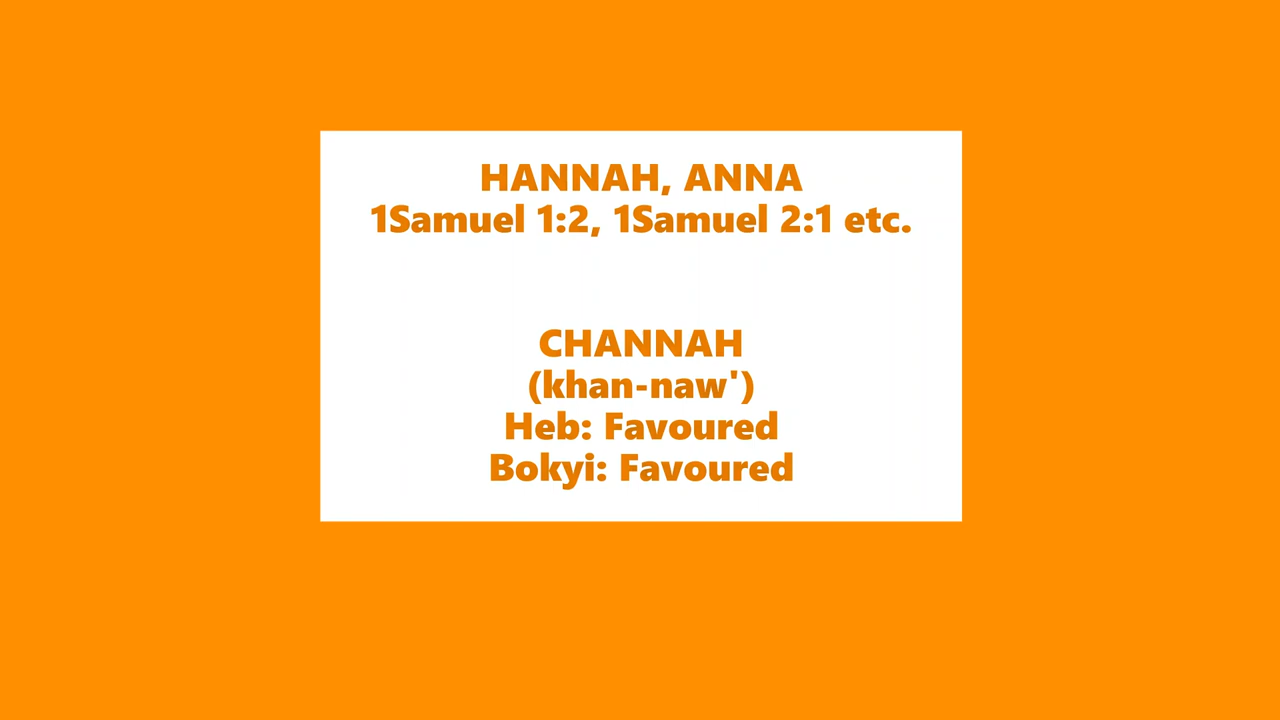 HANNAH, ANNA
1Samuel 1:2, 1Samuel 2:1 etc.
CHANNAH
(khan-naw')
Heb: Favoured
Bokyi: Favoured